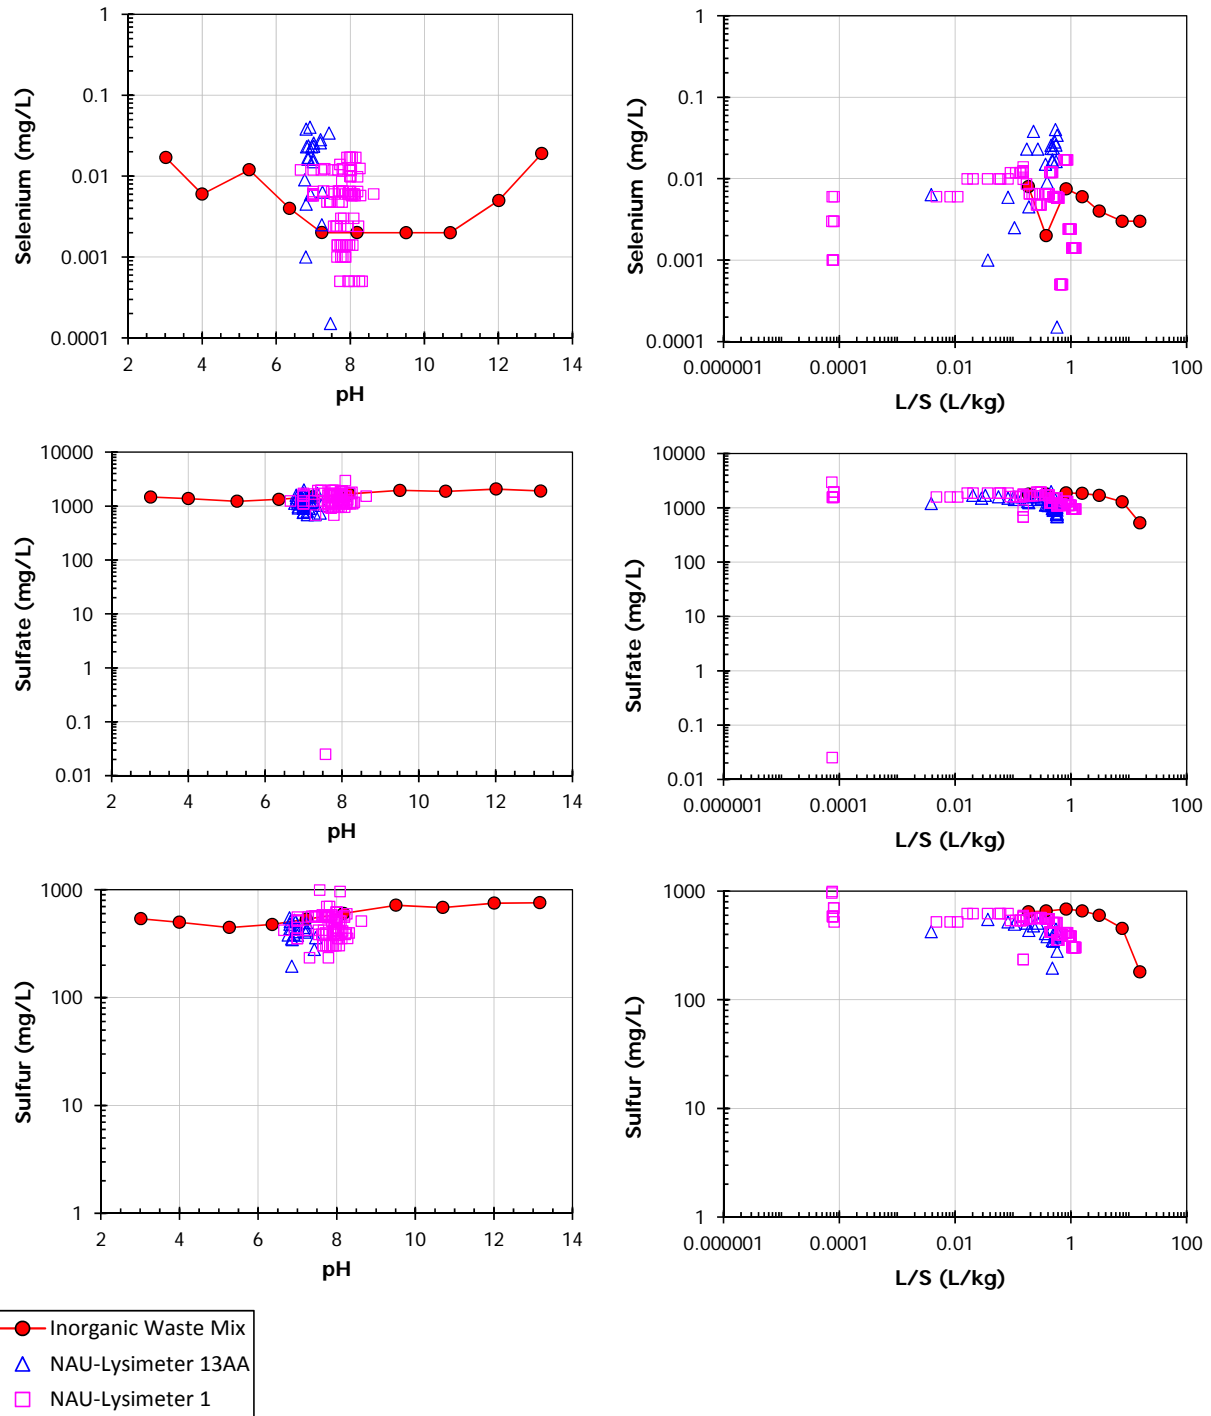 1
0.1
0.01
0.001
0.0001
Selenium (mg/L)
2 4 6 8 10 12 14
pH
1
0.1
0.01
0.001
0.0001
Selenium (mg/L)
0.000001 0.0001 0.01 1 100
L/S (L/kg)
10000
1000
100
10
1
0.1
0.01
Sulfate (mg/L)
2 4 6 8 10 12 14
pH
10000
1000
100
10
1
0.1
0.01
Sulfate (mg/L)
0.000001 0.0001 0.01 1 100
L/S (L/kg)
1000
100
10
1
Sulfur (mg/L)
2 4 6 8 10 12 14
pH
1000
100
10
1
Sulfur (mg/L)
0.000001 0.0001 0.01 1 100
L/S (L/kg)
Inorganic Waste Mix
NAU-Lysimeter 13AA
NAU-Lysimeter 1